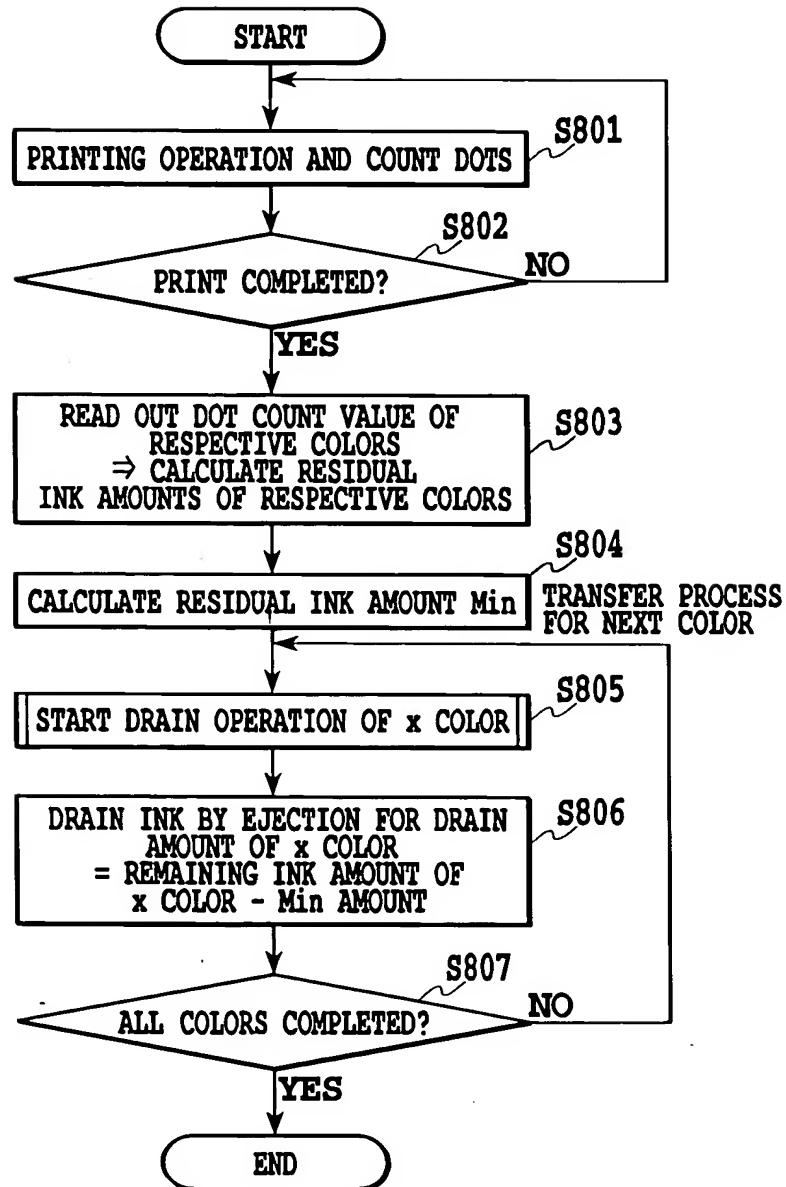 START
S801
PRINTING OPERATION AND COUNT DOTS
S802
PRINT COMPLETED?
NO
YES
READ OUT DOT COUNT VALUE OF
RESPECTIVE COLORS
⇒ CALCULATE RESIDUAL
INK AMOUNTS OF RESPECTIVE COLORS
S803
S804
CALCULATE RESIDUAL INK AMOUNT Min
TRANSFER PROCESS
FOR NEXT COLOR
S805
START DRAIN OPERATION OF x COLOR
DRAIN INK BY EJECTION FOR DRAIN
AMOUNT OF x COLOR
= REMAINING INK AMOUNT OF
x COLOR - Min AMOUNT
S806
S807
ALL COLORS COMPLETED?
NO
YES
END